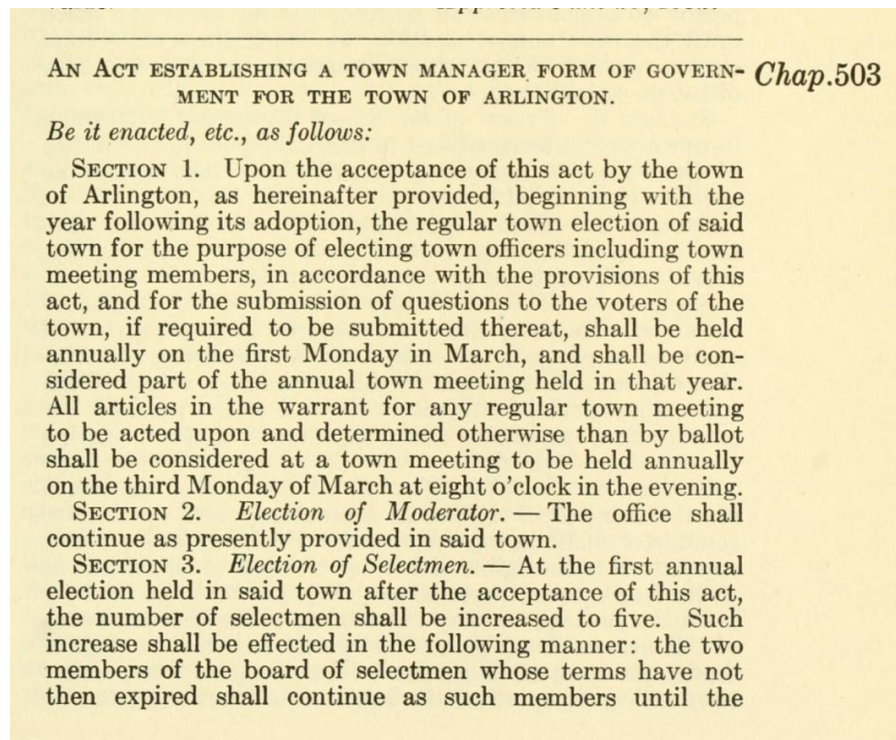 AN ACT ESTABLISHING A TOWN MANAGER FORM OF GOVERN- Chap.503
MENT FOR THE TOWN OF ARLINGTON.
Be it enacted, etc., as follows:
SECTION 1. Upon the acceptance of this act by the town
of Arlington, as hereinafter provided, beginning with the
year following its adoption, the regular town election of said
town for the purpose of electing town officers including town
meeting members, in accordance with the provisions of this
act, and for the submission of questions to the voters of the
town, if required to be submitted thereat, shall be held
annually on the first Monday in March, and shall be con-
sidered part of the annual town meeting held in that year.
All articles in the warrant for any regular town meeting
to be acted upon and determined otherwise than by ballot
shall be considered at a town meeting to be held annually
on the third Monday of March at eight o'clock in the evening.
SECTION 2. Election of Moderator. — The office shall
continue as presently provided in said town.
SECTION 3. Election of Selectmen. — At the first annual
election held in said town after the acceptance of this act,
the number of selectmen shall be increased to five. Such
increase shall be effected in the following manner: the two
members of the board of selectmen whose terms have not
then expired shall continue as such members until the